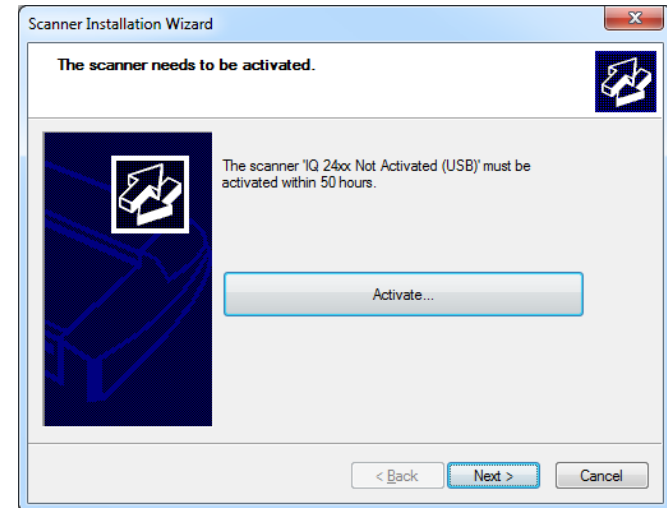 Scanner Installation Wizard
The scanner needs to be activated.
The scanner 'IQ 24xx Not Activated (USB)' must be
activated within 50 hours.
Activate...
< Back
Next >
Cancel